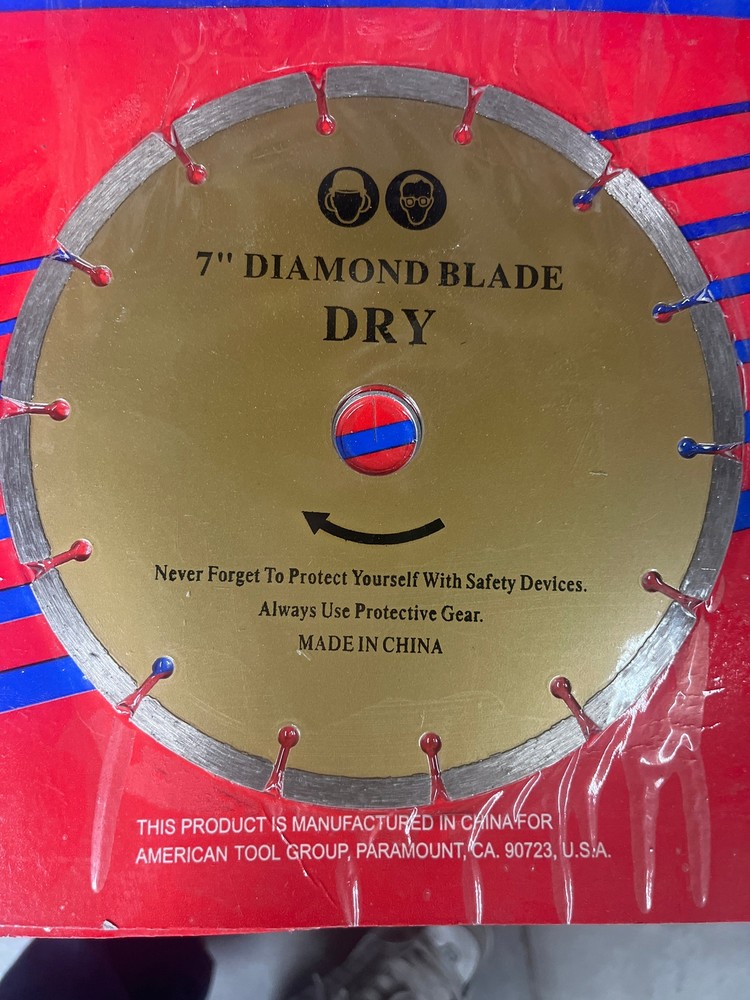 7" DIAMOND BLADE
DRY
Never Forget To Protect Yourself With Safety Devices.
Always Use Protective Gear.
MADE IN CHINA
THIS PRODUCT IS MANUFACTURED IN CHINA FOR
AMERICAN TOOL GROUP, PARAMOUNT, CA. 90723, U.S.A.